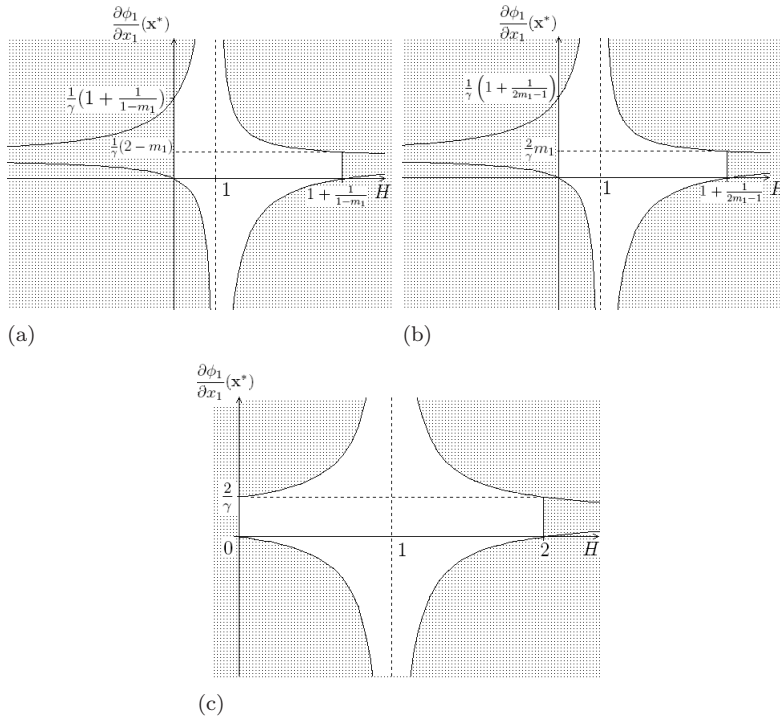 ∂φ₁/∂x₁(x*)
1/γ(1 + 1/(1−m₁))
1/γ(2 − m₁)
1
1 + 1/(1−m₁)
H
(a)
∂φ₁/∂x₁(x*)
1/γ(1 + 1/(2m₁−1))
2/γ m₁
1
1 + 1/(2m₁−1)
H
(b)
∂φ₁/∂x₁(x*)
2/γ
0
1
2
H
(c)